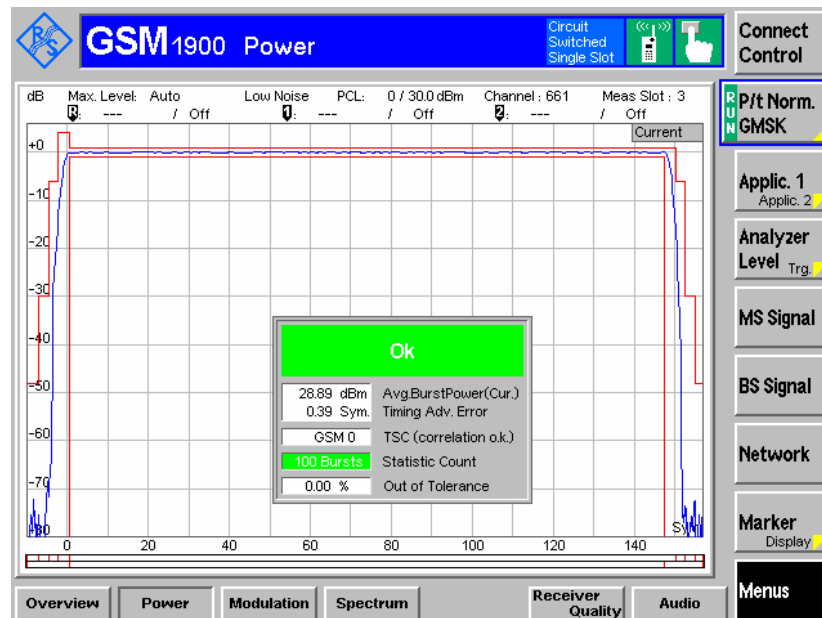 R S
GSM 1900 Power
Circuit
Switched
Single Slot
Connect
Control
dB Max. Level: Auto Low Noise PCL: 0 / 30.0 dBm Channel : 661 Meas Slot : 3
R: --- / Off 1: --- / Off 2: --- / Off
Current
RUN
P/t Norm.
GMSK
Applic. 1
Applic. 2
Analyzer
Level Trg.
MS Signal
BS Signal
Network
Marker
Display
Menus
+0
-10
-20
-30
-40
-50
-60
-70
-80
Ok
28.89 dBm Avg.BurstPower(Cur.)
0.39 Sym. Timing Adv. Error
GSM 0 TSC (correlation o.k.)
100 Bursts Statistic Count
0.00 % Out of Tolerance
0 20 40 60 80 100 120 140
Overview Power Modulation Spectrum Receiver Quality Audio